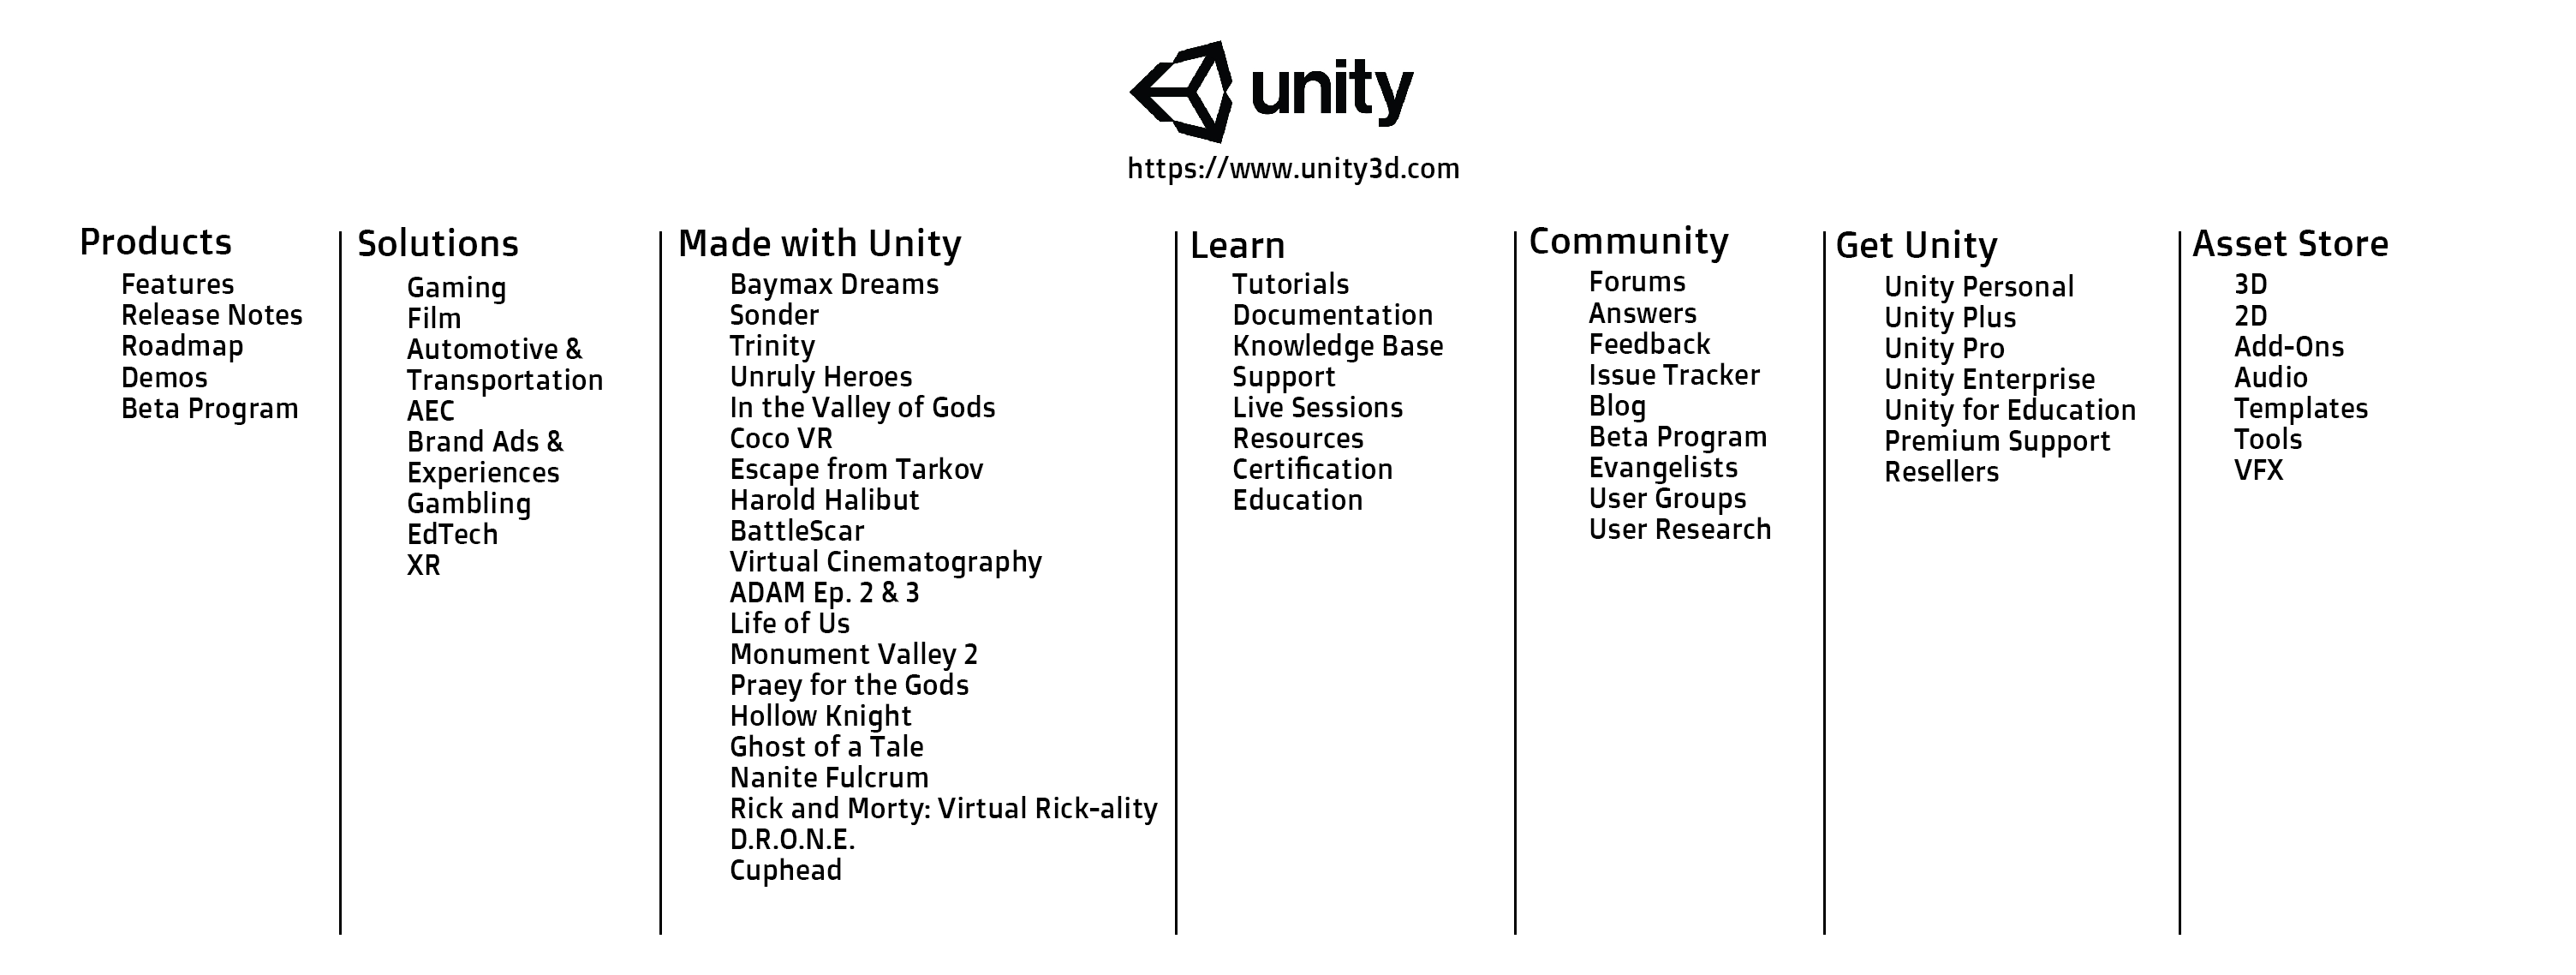 unity
https://www.unity3d.com
Products
Features
Release Notes
Roadmap
Demos
Beta Program
Solutions
Gaming
Film
Automotive &
Transportation
AEC
Brand Ads &
Experiences
Gambling
EdTech
XR
Made with Unity
Baymax Dreams
Sonder
Trinity
Unruly Heroes
In the Valley of Gods
Coco VR
Escape from Tarkov
Harold Halibut
BattleScar
Virtual Cinematography
ADAM Ep. 2 & 3
Life of Us
Monument Valley 2
Praey for the Gods
Hollow Knight
Ghost of a Tale
Nanite Fulcrum
Rick and Morty: Virtual Rick-ality
D.R.O.N.E.
Cuphead
Learn
Tutorials
Documentation
Knowledge Base
Support
Live Sessions
Resources
Certification
Education
Community
Forums
Answers
Feedback
Issue Tracker
Blog
Beta Program
Evangelists
User Groups
User Research
Get Unity
Unity Personal
Unity Plus
Unity Pro
Unity Enterprise
Unity for Education
Premium Support
Resellers
Asset Store
3D
2D
Add-Ons
Audio
Templates
Tools
VFX